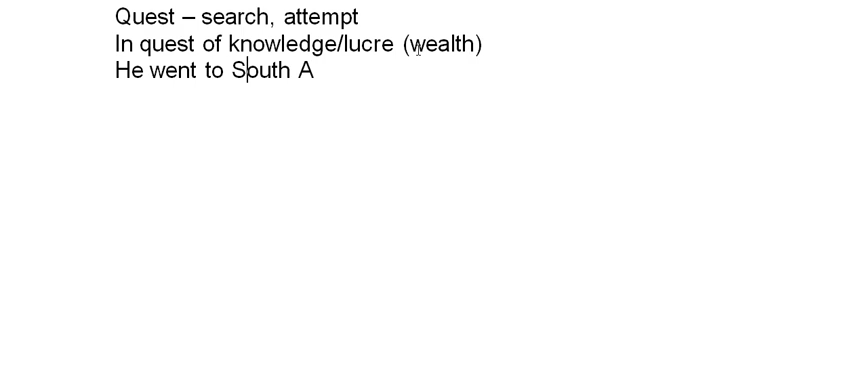 Quest – search, attempt
In quest of knowledge/lucre (wealth)
He went to South A